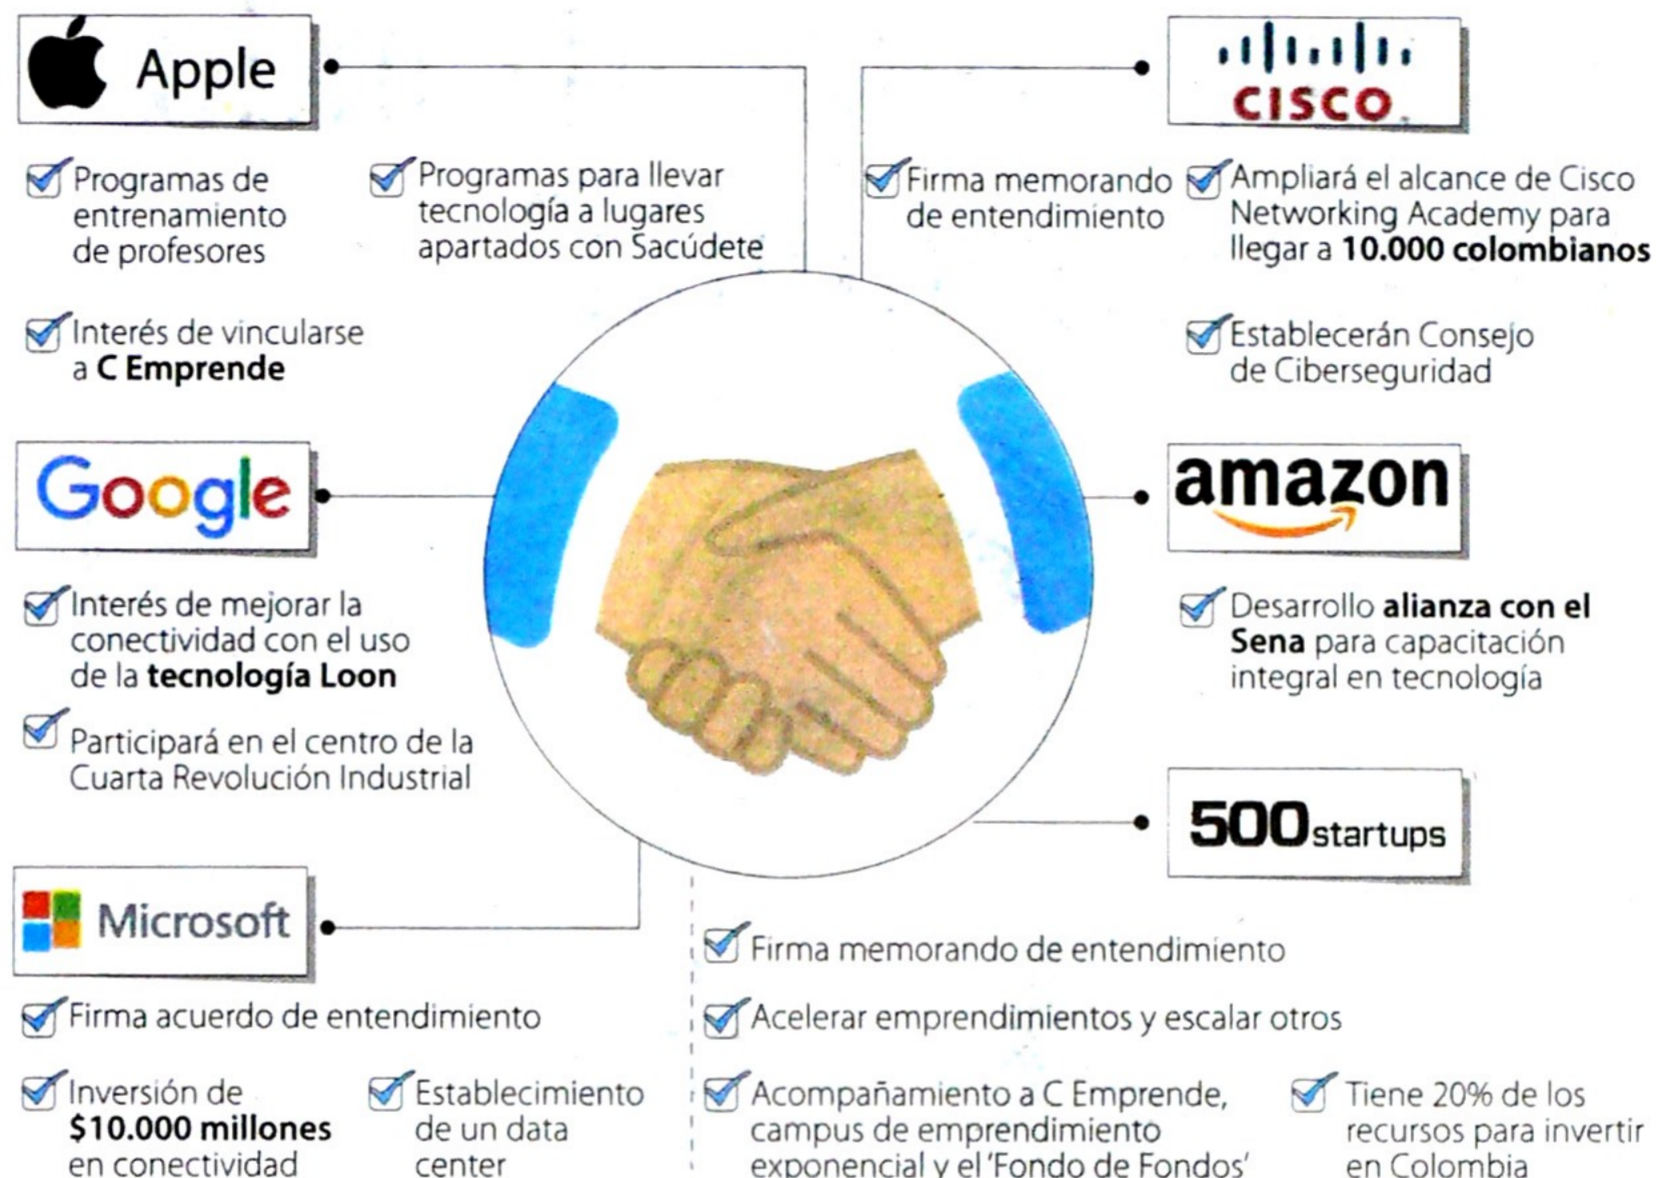 Apple
Programas de
entrenamiento
de profesores
Programas para llevar
tecnología a lugares
apartados con Sacúdete
Interés de vincularse
a C Emprende
CISCO
Firma memorando
de entendimiento
Ampliará el alcance de Cisco
Networking Academy para
llegar a 10.000 colombianos
Establecerán Consejo
de Ciberseguridad
Google
Interés de mejorar la
conectividad con el uso
de la tecnología Loon
Participará en el centro de la
Cuarta Revolución Industrial
amazon
Desarrollo alianza con el
Sena para capacitación
integral en tecnología
Microsoft
Firma acuerdo de entendimiento
Inversión de
$10.000 millones
en conectividad
Establecimiento
de un data
center
500 startups
Firma memorando de entendimiento
Acelerar emprendimientos y escalar otros
Acompañamiento a C Emprende,
campus de emprendimiento
exponencial y el 'Fondo de Fondos'
Tiene 20% de los
recursos para invertir
en Colombia